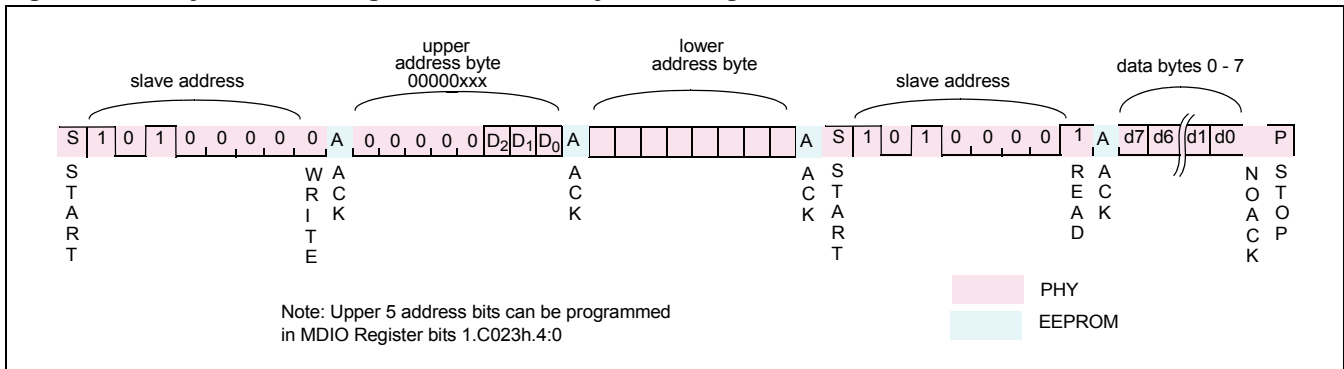 slave address
upper
address byte
00000xxx
lower
address byte
slave address
data bytes 0 - 7
S 1 0 1 0 0 0 0 0 A 0 0 0 0 0 D2 D1 D0 A A S 1 0 1 0 0 0 0 1 A d7 d6 d1 d0 P
START
WRITE
ACK
ACK
ACK
START
READ
ACK
NOACK
STOP
Note: Upper 5 address bits can be programmed
in MDIO Register bits 1.C023h.4:0
PHY
EEPROM